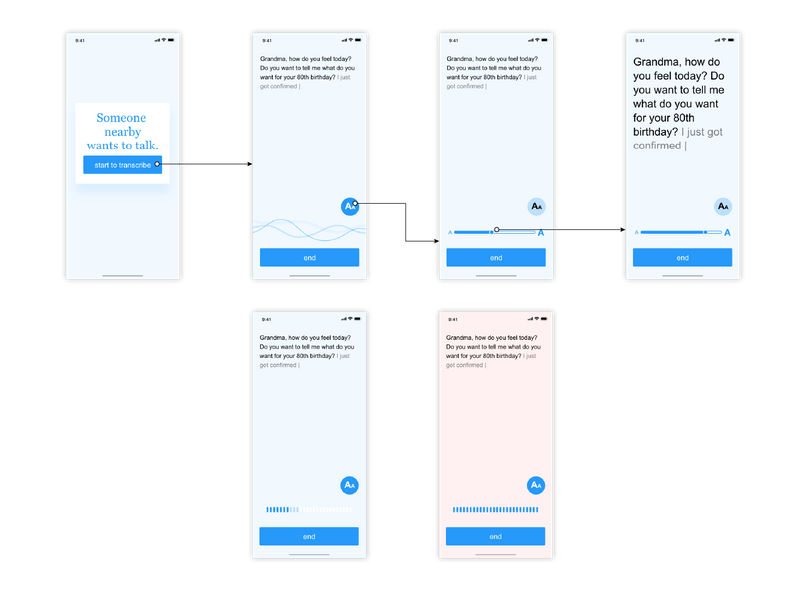 9:41
Someone
nearby
wants to talk.
start to transcribe
9:41
Grandma, how do you feel today?
Do you want to tell me what do you
want for your 80th birthday? I just
got confirmed |
AA
end
9:41
Grandma, how do you feel today?
Do you want to tell me what do you
want for your 80th birthday? I just
got confirmed |
AA
A A
end
9:41
Grandma, how do
you feel today? Do
you want to tell me
what do you want
for your 80th
birthday? I just got
confirmed |
AA
A A
end
9:41
Grandma, how do you feel today?
Do you want to tell me what do you
want for your 80th birthday? I just
got confirmed |
AA
end
9:41
Grandma, how do you feel today?
Do you want to tell me what do you
want for your 80th birthday? I just
got confirmed |
AA
end